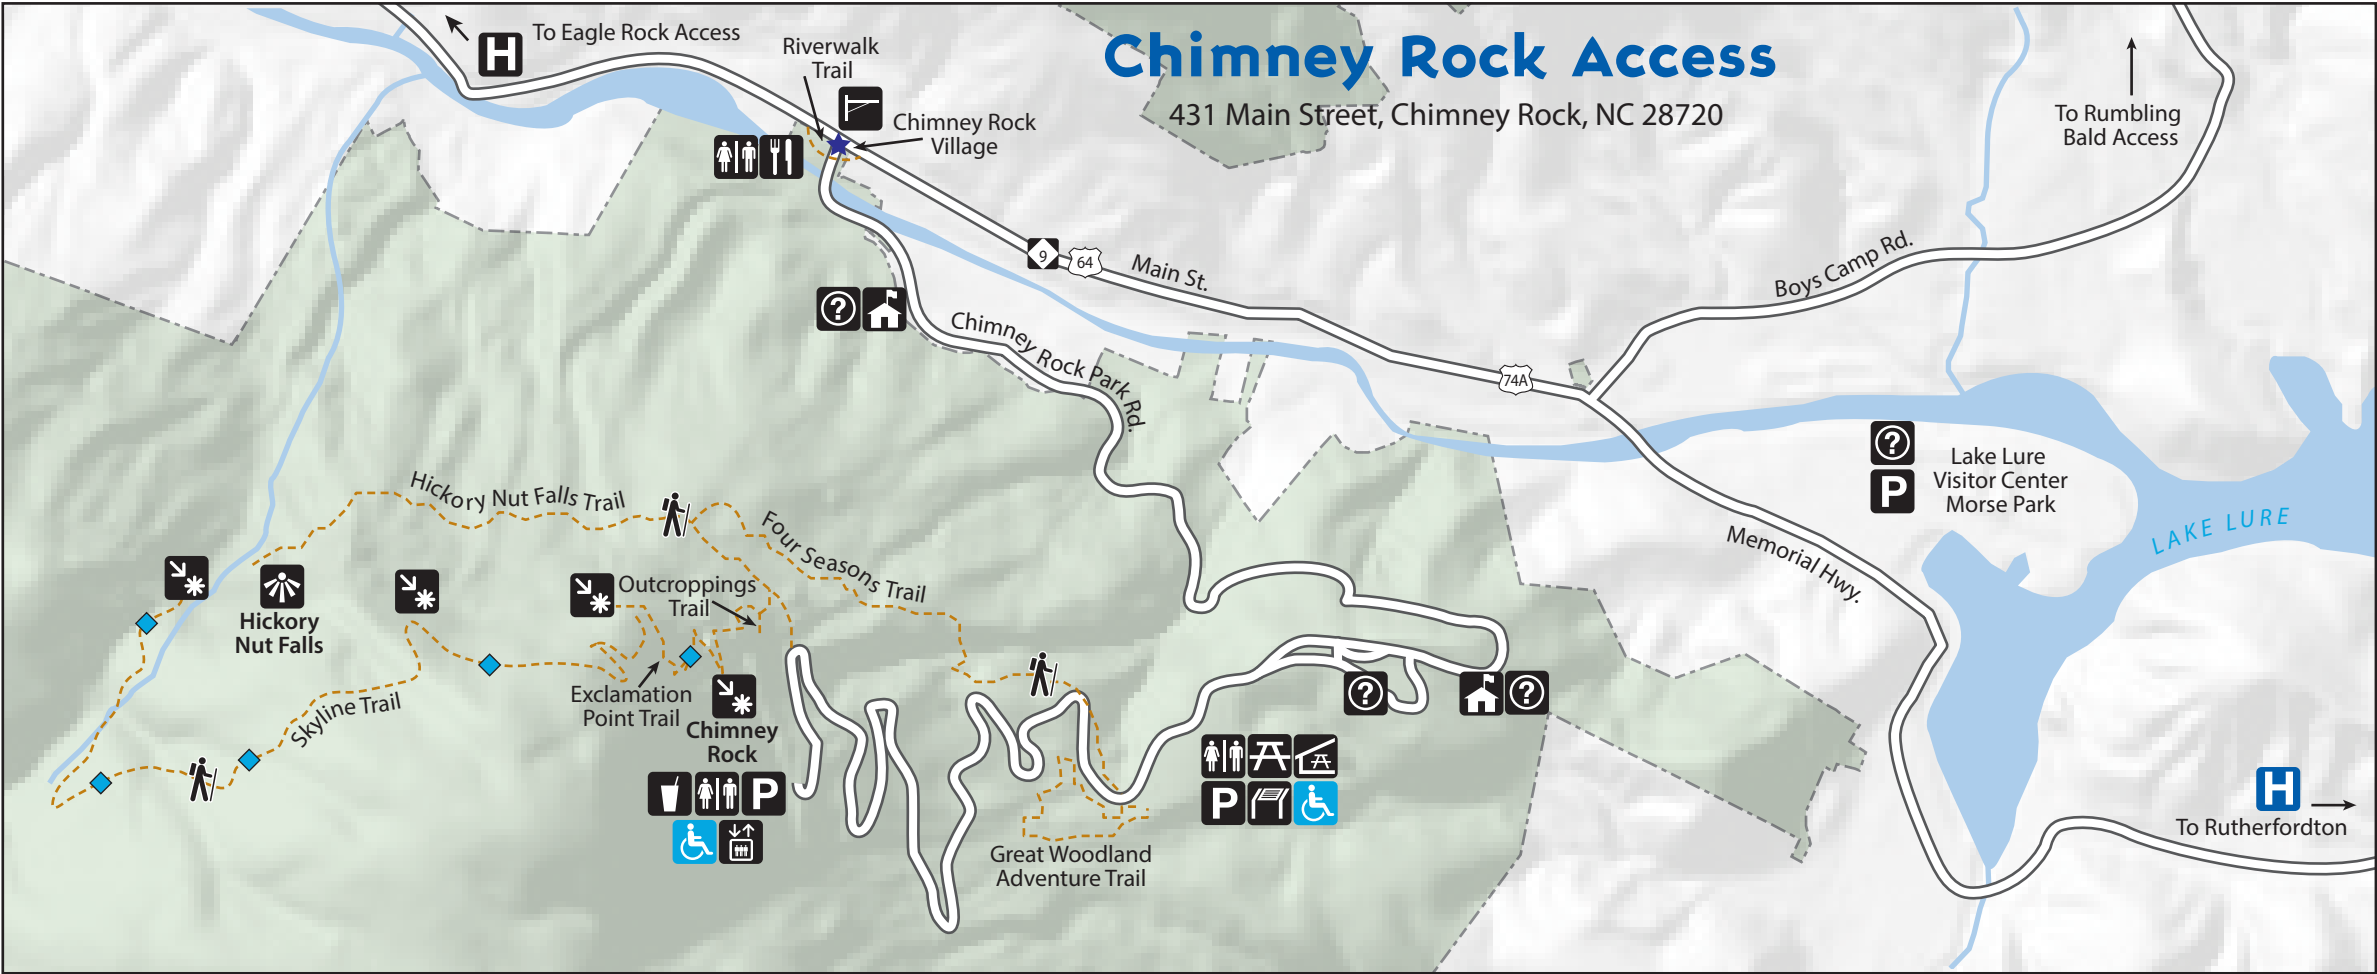 Chimney Rock Access
431 Main Street, Chimney Rock, NC 28720
H
To Eagle Rock Access
Riverwalk
Trail
Chimney Rock
Village
To Rumbling
Bald Access
9
64
Main St.
Boys Camp Rd.
?
Chimney Rock Park Rd.
74A
?
P
Lake Lure
Visitor Center
Morse Park
LAKE LURE
Memorial Hwy.
Hickory Nut Falls Trail
Four Seasons Trail
Outcroppings
Trail
Hickory
Nut Falls
Exclamation
Point Trail
Skyline Trail
Chimney
Rock
P
?
?
P
Great Woodland
Adventure Trail
H
To Rutherfordton